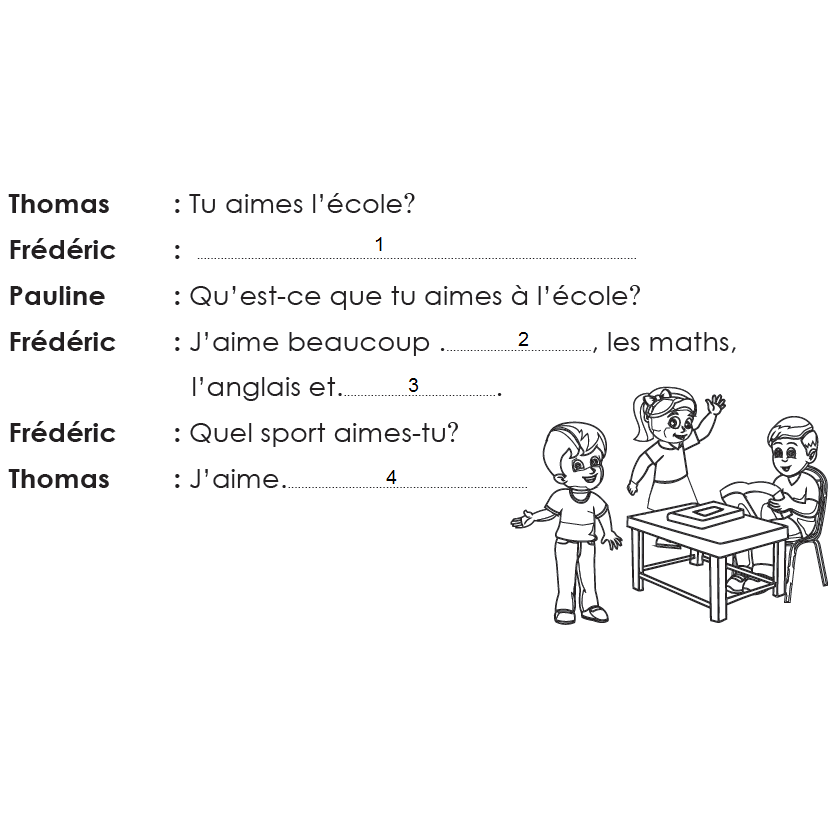 Thomas : Tu aimes l’école?
Frédéric : ........................ 1 ........................
Pauline : Qu’est-ce que tu aimes à l’école?
Frédéric : J’aime beaucoup ............ 2 ............, les maths,
l’anglais et............ 3 .............
Frédéric : Quel sport aimes-tu?
Thomas : J’aime............ 4 ............